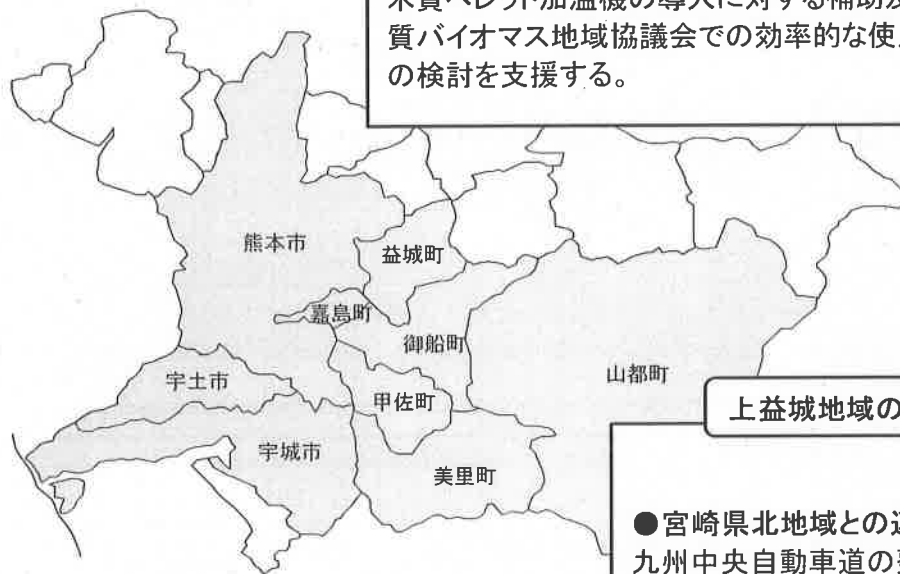 質バイオマス地域協議会での効率的な使
の検討を支援する。
熊本市
益城町
嘉島町
御船町
山都町
宇土市
甲佐町
宇城市
美里町
上益城地域の
●宮崎県北地域との
九州中央自動車道の